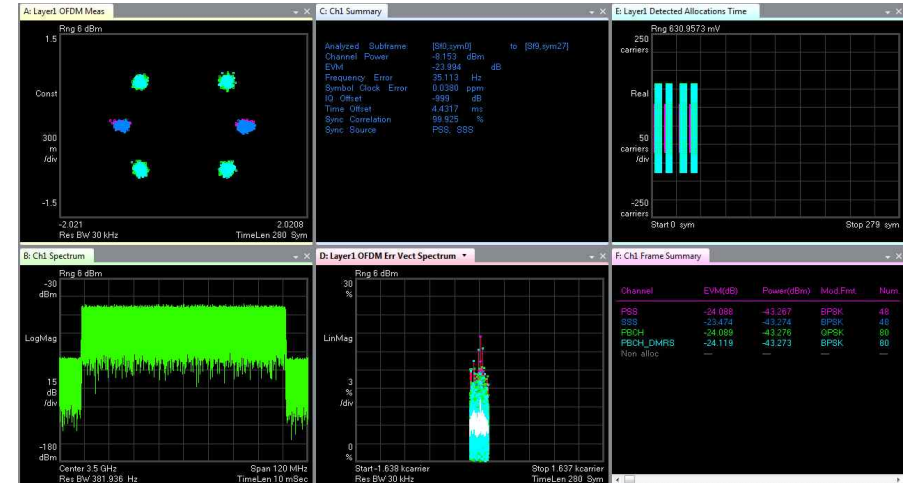 A: Layer1 OFDM Meas
Rng 6 dBm
1.5
Const
300
m
/div
-1.5
-2.021
2.0208
Res BW 30 kHz
TimeLen 280 Sym
C: Ch1 Summary
Analyzed Subframe [Sf0,sym0] to [Sf9,sym27]
Channel Power -8.153 dBm
EVM -23.994 dB
Frequency Error 35.113 Hz
Symbol Clock Error 0.0380 ppm
IQ Offset -999 dB
Time Offset 4.4317 ms
Sync Correlation 99.925 %
Sync Source PSS, SSS
E: Layer1 Detected Allocations Time
Rng 630.9573 mV
250
carriers
Real
50
carriers
/div
-250
carriers
Start 0 sym
Stop 279 sym
B: Ch1 Spectrum
Rng 6 dBm
-30
dBm
LogMag
15
dB
/div
-180
dBm
Center 3.5 GHz
Span 120 MHz
Res BW 381.936 Hz
TimeLen 10 mSec
D: Layer1 OFDM Err Vect Spectrum
Rng 6 dBm
30
%
LinMag
3
%
/div
0
%
Start -1.638 kcarrier
Stop 1.637 kcarrier
Res BW 30 kHz
TimeLen 280 Sym
F: Ch1 Frame Summary
Channel EVM(dB) Power(dBm) Mod.Fmt. Num
PSS -24.088 -43.267 BPSK 48
SSS -23.474 -43.274 BPSK 48
PBCH -24.089 -43.276 QPSK 80
PBCH_DMRS -24.119 -43.273 BPSK 80
Non alloc — — — —